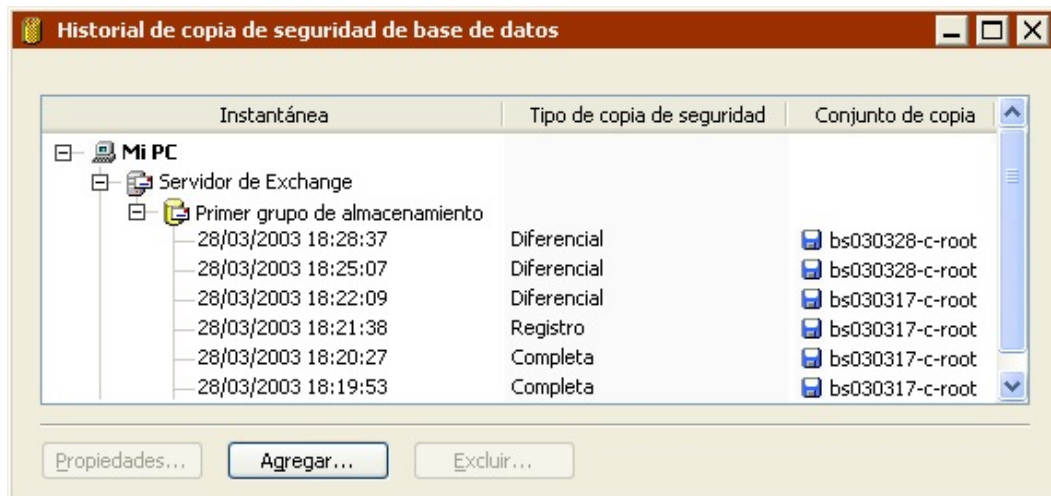 Historial de copia de seguridad de base de datos
Instantánea Tipo de copia de seguridad Conjunto de copia
Mi PC
Servidor de Exchange
Primer grupo de almacenamiento
28/03/2003 18:28:37 Diferencial bs030328-c-root
28/03/2003 18:25:07 Diferencial bs030328-c-root
28/03/2003 18:22:09 Diferencial bs030317-c-root
28/03/2003 18:21:38 Registro bs030317-c-root
28/03/2003 18:20:27 Completa bs030317-c-root
28/03/2003 18:19:53 Completa bs030317-c-root
Propiedades... Agregar... Excluir...